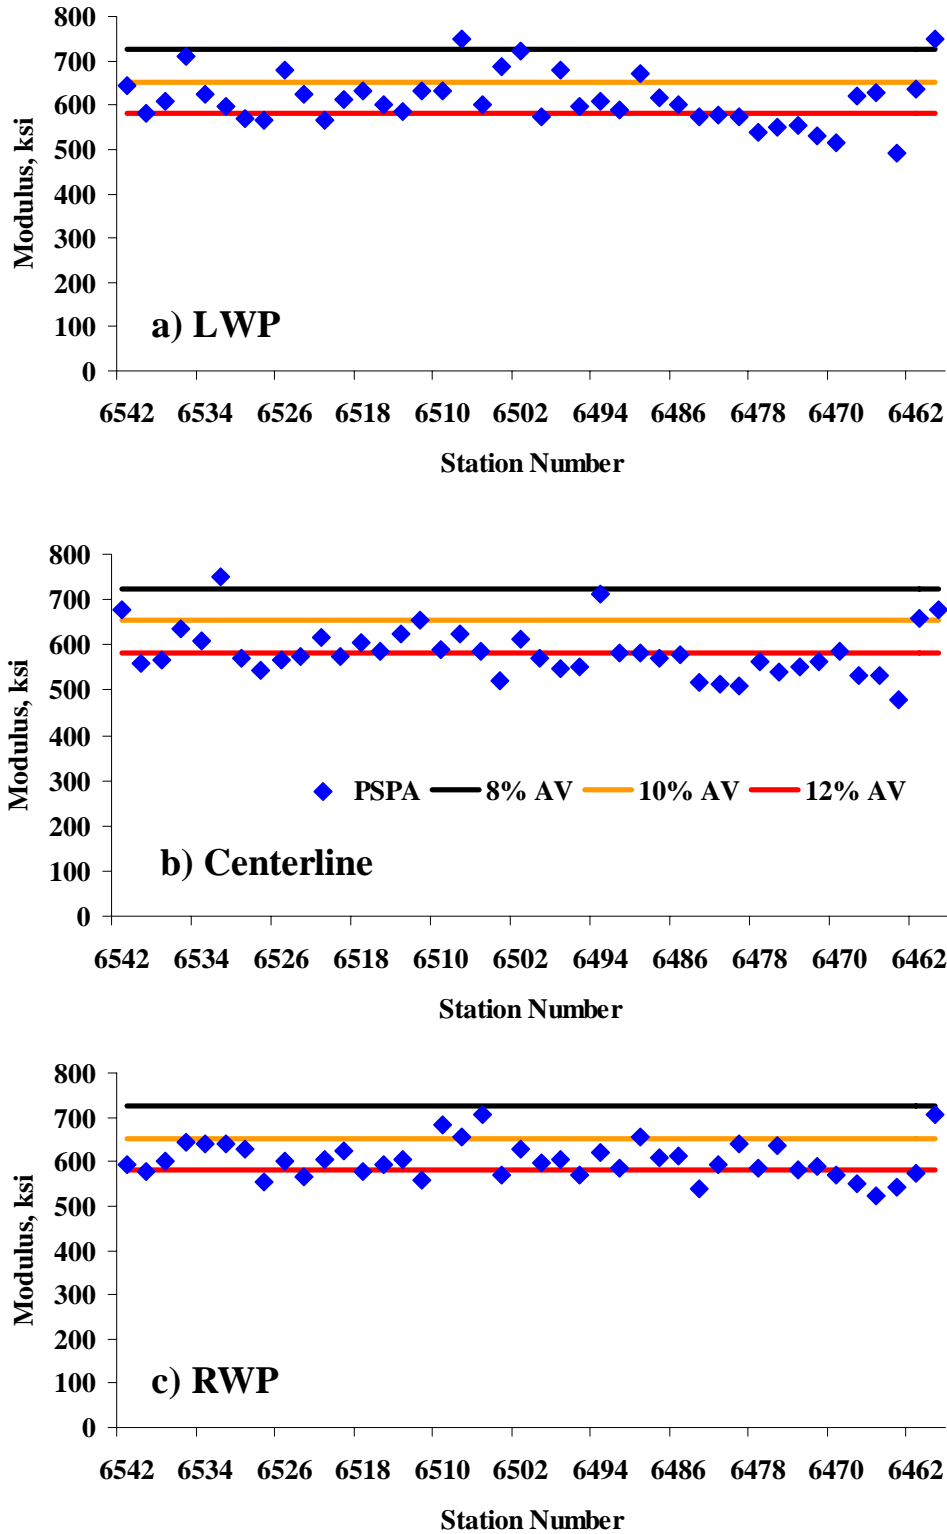 800
700
600
500
400
300
200
100
0
Modulus, ksi
a) LWP
6542 6534 6526 6518 6510 6502 6494 6486 6478 6470 6462
Station Number
800
700
600
500
400
300
200
100
0
Modulus, ksi
PSPA 8% AV 10% AV 12% AV
b) Centerline
6542 6534 6526 6518 6510 6502 6494 6486 6478 6470 6462
Station Number
800
700
600
500
400
300
200
100
0
Modulus, ksi
c) RWP
6542 6534 6526 6518 6510 6502 6494 6486 6478 6470 6462
Station Number